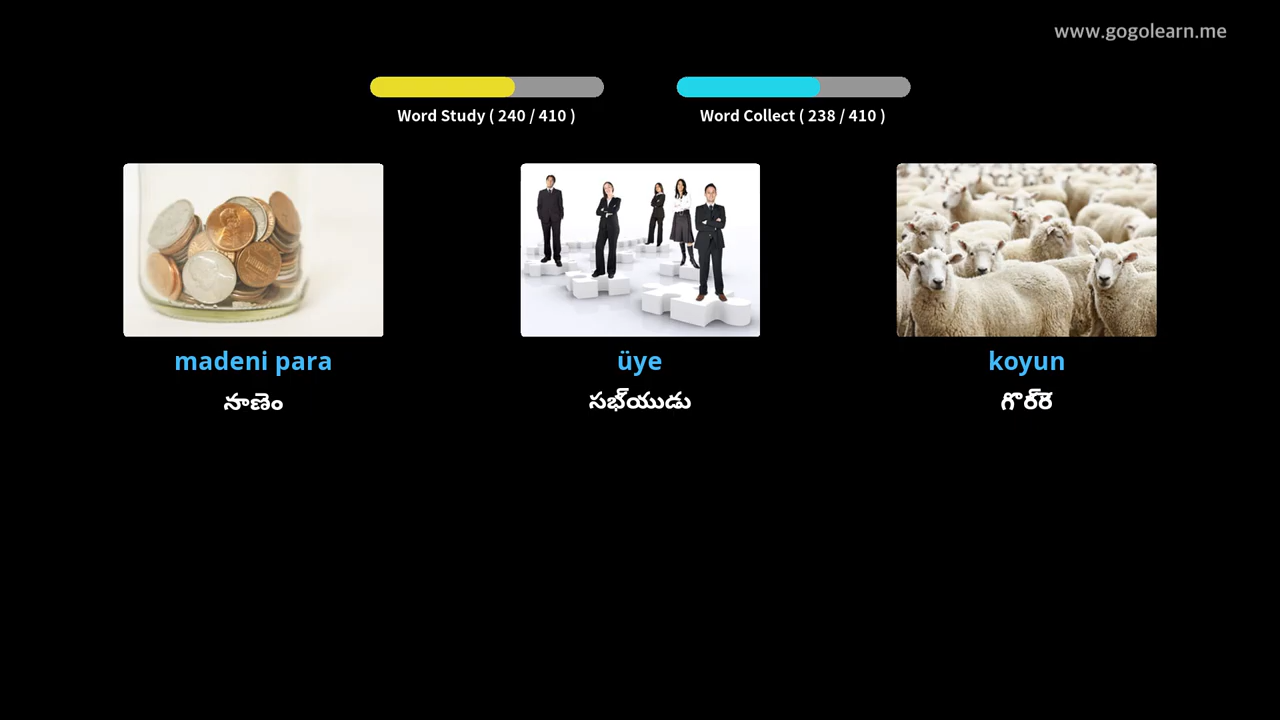 www.gogolearn.me
Word Study ( 240 / 410 )
Word Collect ( 238 / 410 )
madeni para
üye
koyun
నాణెం
సభ్యుడు
గొర్రె